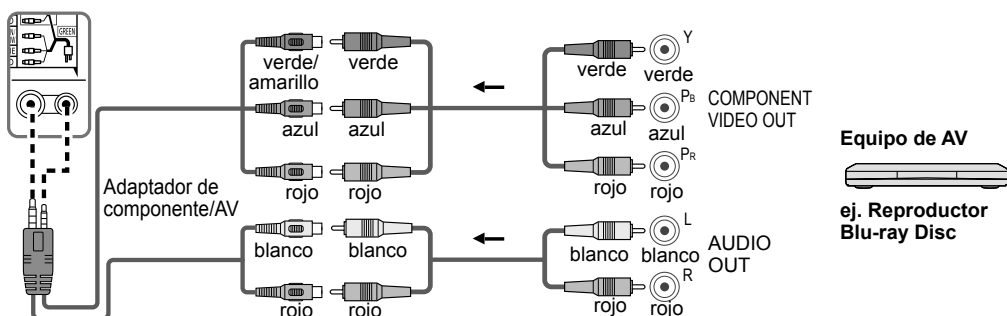 GREEN
verde/
amarillo
verde
verde
Y
verde
azul
azul
azul
PB
azul
COMPONENT
VIDEO OUT
rojo
rojo
rojo
PR
rojo
Adaptador de
componente/AV
blanco
blanco
blanco
L
blanco
AUDIO
OUT
rojo
rojo
rojo
R
rojo
Equipo de AV
ej. Reproductor
Blu-ray Disc